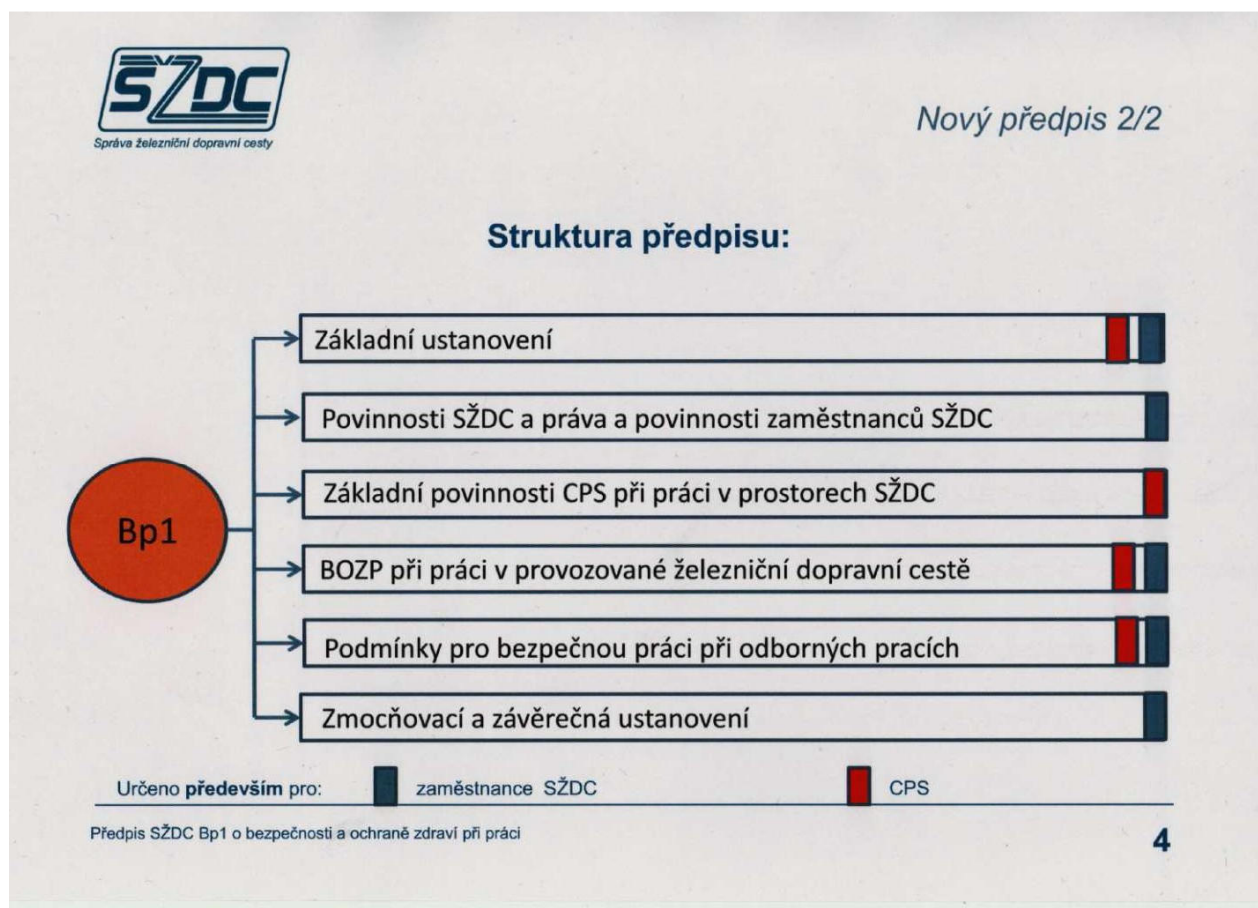 SŽDC
Správa železniční dopravní cesty
Nový předpis 2/2
Struktura předpisu:
Základní ustanovení
Povinnosti SŽDC a práva a povinnosti zaměstnanců SŽDC
Základní povinnosti CPS při práci v prostorech SŽDC
Bp1
BOZP při práci v provozované železniční dopravní cestě
Podmínky pro bezpečnou práci při odborných pracích
Zmocňovací a závěrečná ustanovení
Určeno především pro: zaměstnance SŽDC CPS
Předpis SŽDC Bp1 o bezpečnosti a ochraně zdraví při práci
4